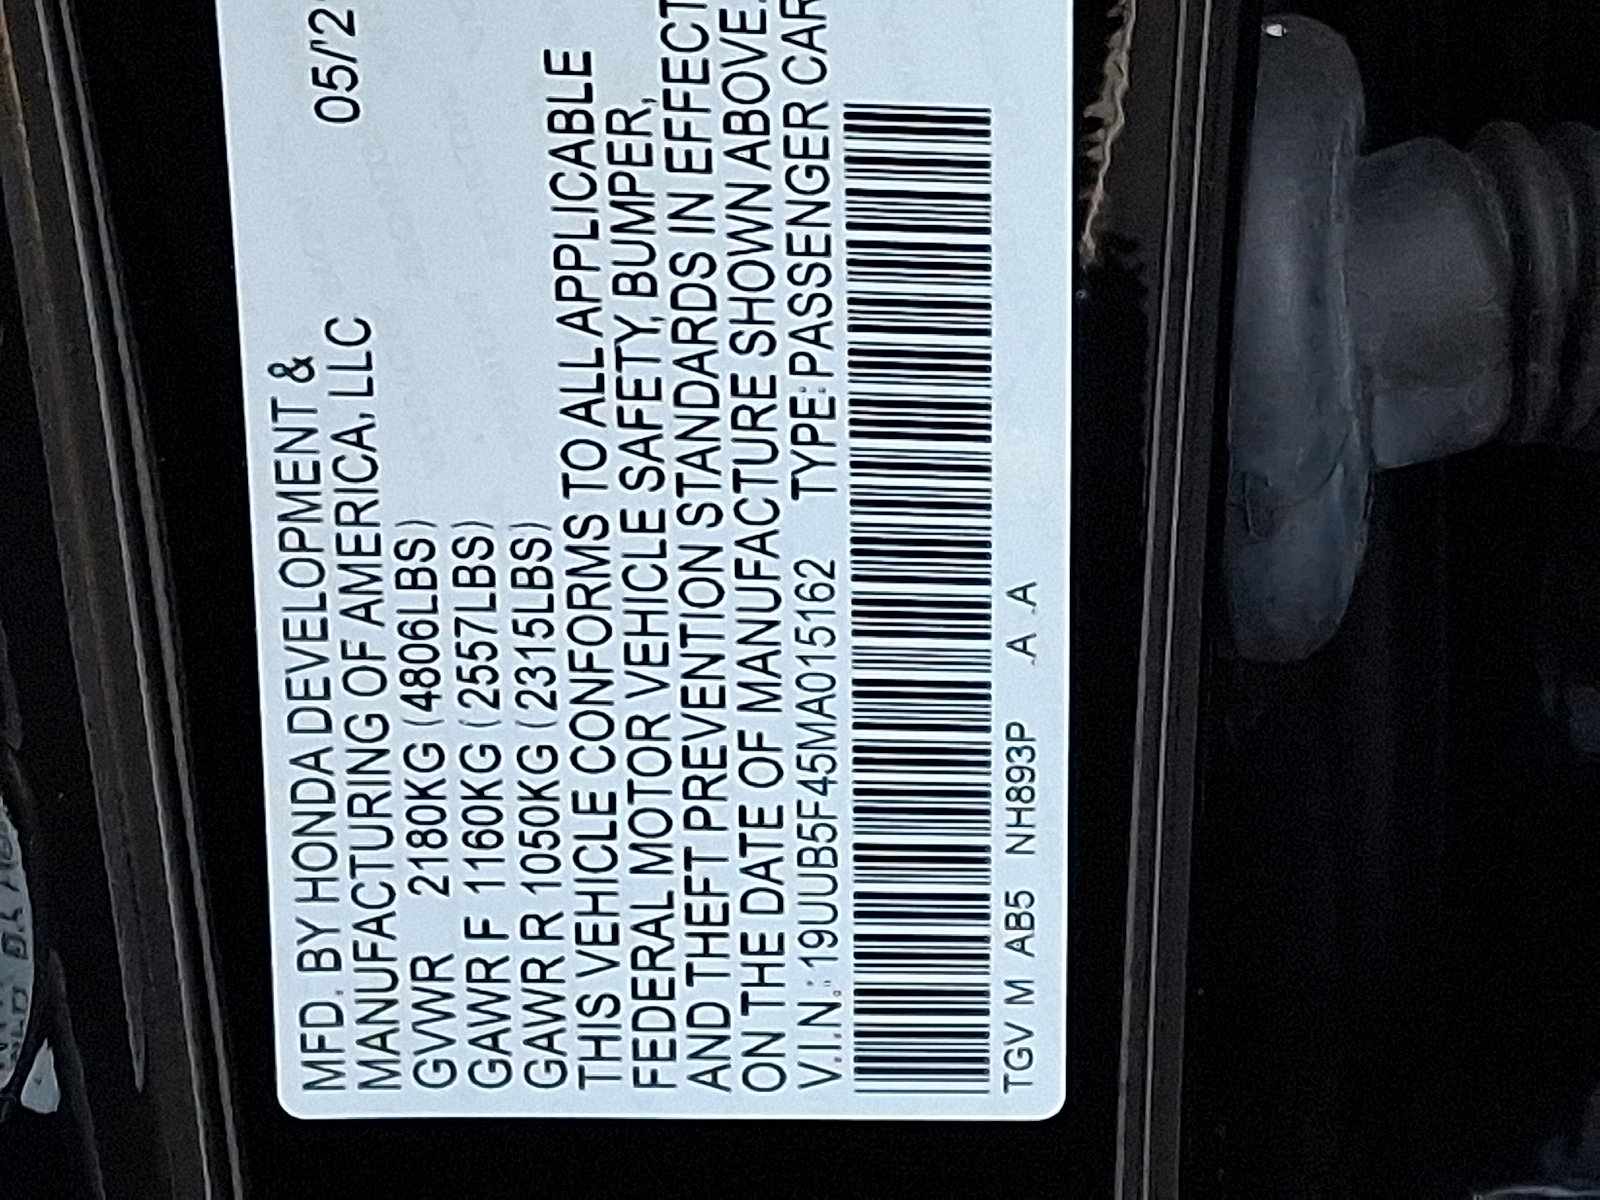 MFD. BY HONDA DEVELOPMENT &
MANUFACTURING OF AMERICA, LLC 05/'2
GVWR 2180KG (4806LBS)
GAWR F 1160KG (2557LBS)
GAWR R 1050KG (2315LBS)
THIS VEHICLE CONFORMS TO ALL APPLICABLE
FEDERAL MOTOR VEHICLE SAFETY, BUMPER,
AND THEFT PREVENTION STANDARDS IN EFFECT
ON THE DATE OF MANUFACTURE SHOWN ABOVE.
V.I.N.: 19UUB5F45MA015162 TYPE: PASSENGER CAR
TGV M AB5 NH893P A A